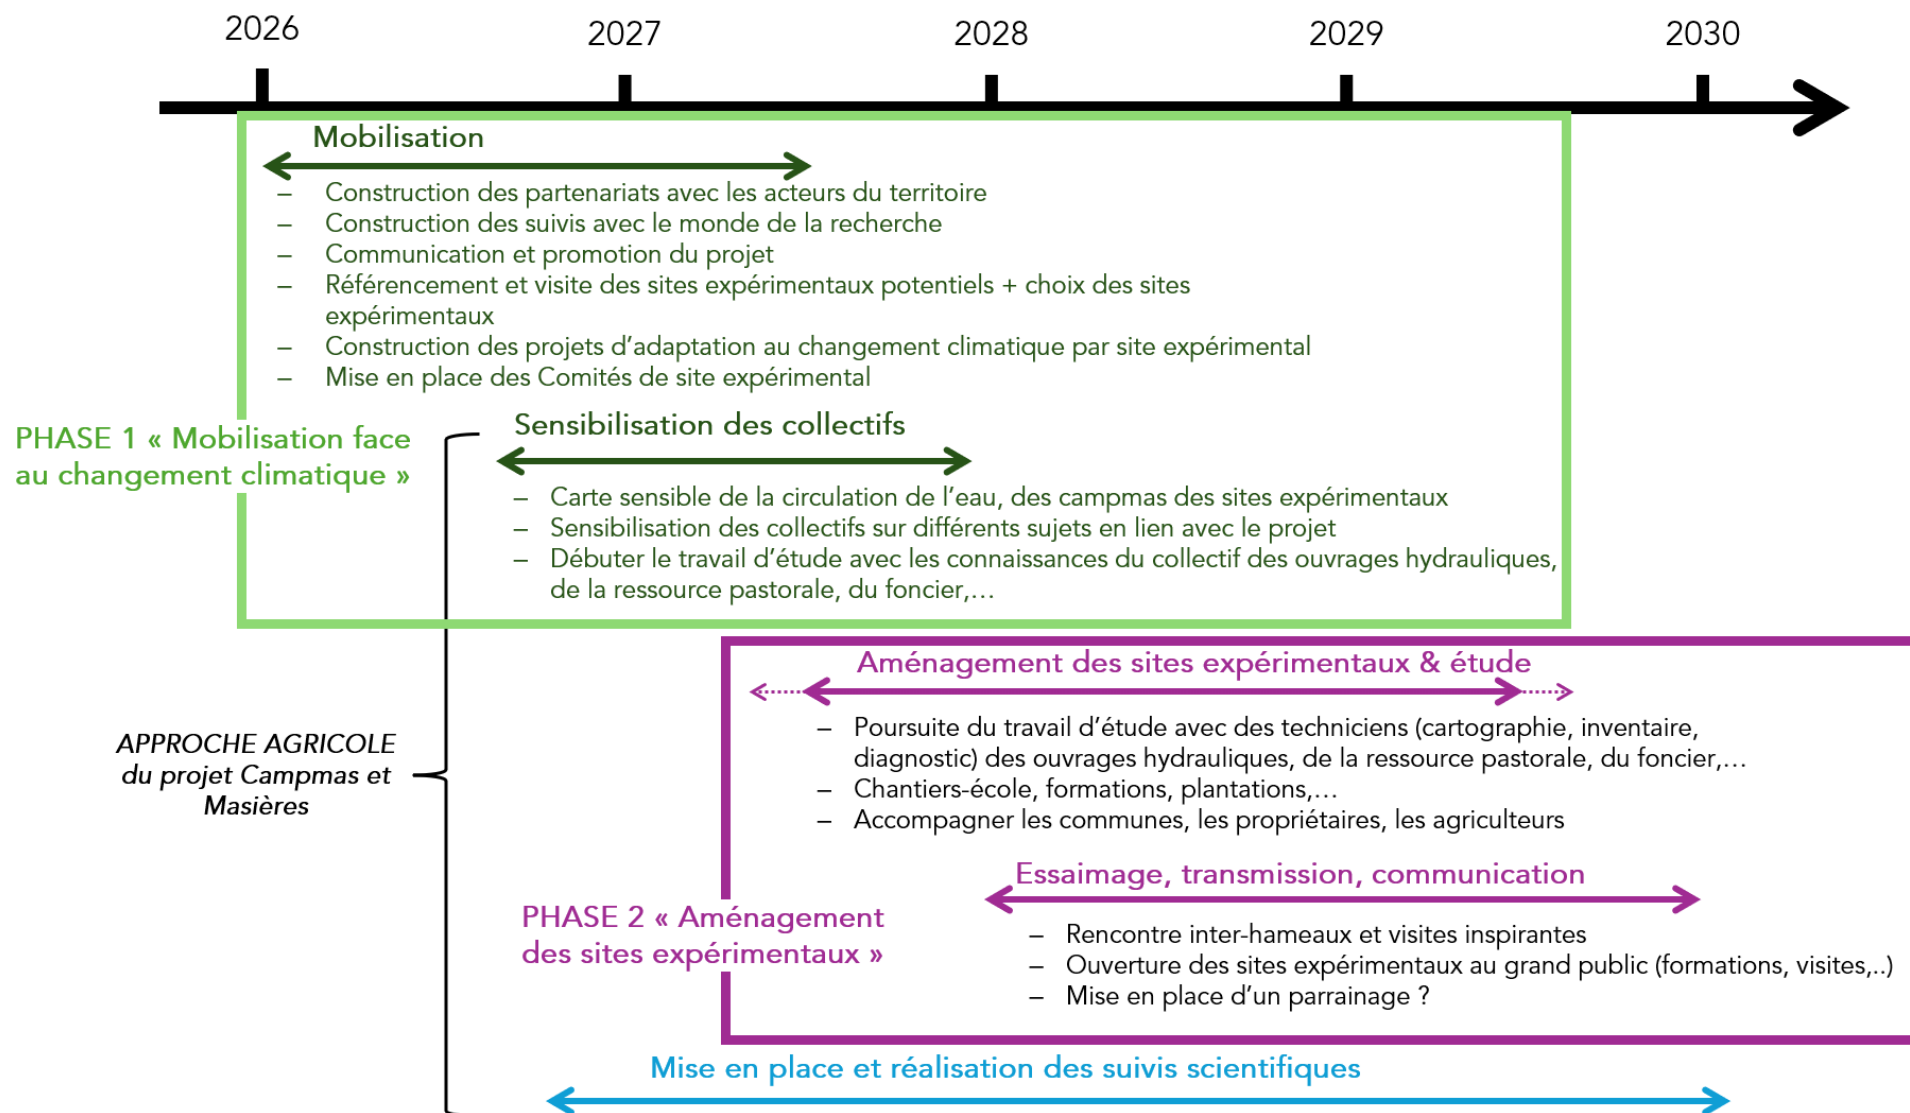 2026
2027
2028
2029
2030
Mobilisation
– Construction des partenariats avec les acteurs du territoire
– Construction des suivis avec le monde de la recherche
– Communication et promotion du projet
– Référencement et visite des sites expérimentaux potentiels + choix des sites
expérimentaux
– Construction des projets d’adaptation au changement climatique par site expérimental
– Mise en place des Comités de site expérimental
PHASE 1 « Mobilisation face
au changement climatique »
Sensibilisation des collectifs
– Carte sensible de la circulation de l’eau, des campmas des sites expérimentaux
– Sensibilisation des collectifs sur différents sujets en lien avec le projet
– Débuter le travail d’étude avec les connaissances du collectif des ouvrages hydrauliques,
de la ressource pastorale, du foncier,…
Aménagement des sites expérimentaux & étude
– Poursuite du travail d’étude avec des techniciens (cartographie, inventaire,
diagnostic) des ouvrages hydrauliques, de la ressource pastorale, du foncier,…
– Chantiers-école, formations, plantations,…
– Accompagner les communes, les propriétaires, les agriculteurs
APPROCHE AGRICOLE
du projet Campmas et
Masières
Essaimage, transmission, communication
– Rencontre inter-hameaux et visites inspirantes
– Ouverture des sites expérimentaux au grand public (formations, visites,..)
– Mise en place d’un parrainage ?
PHASE 2 « Aménagement
des sites expérimentaux »
Mise en place et réalisation des suivis scientifiques